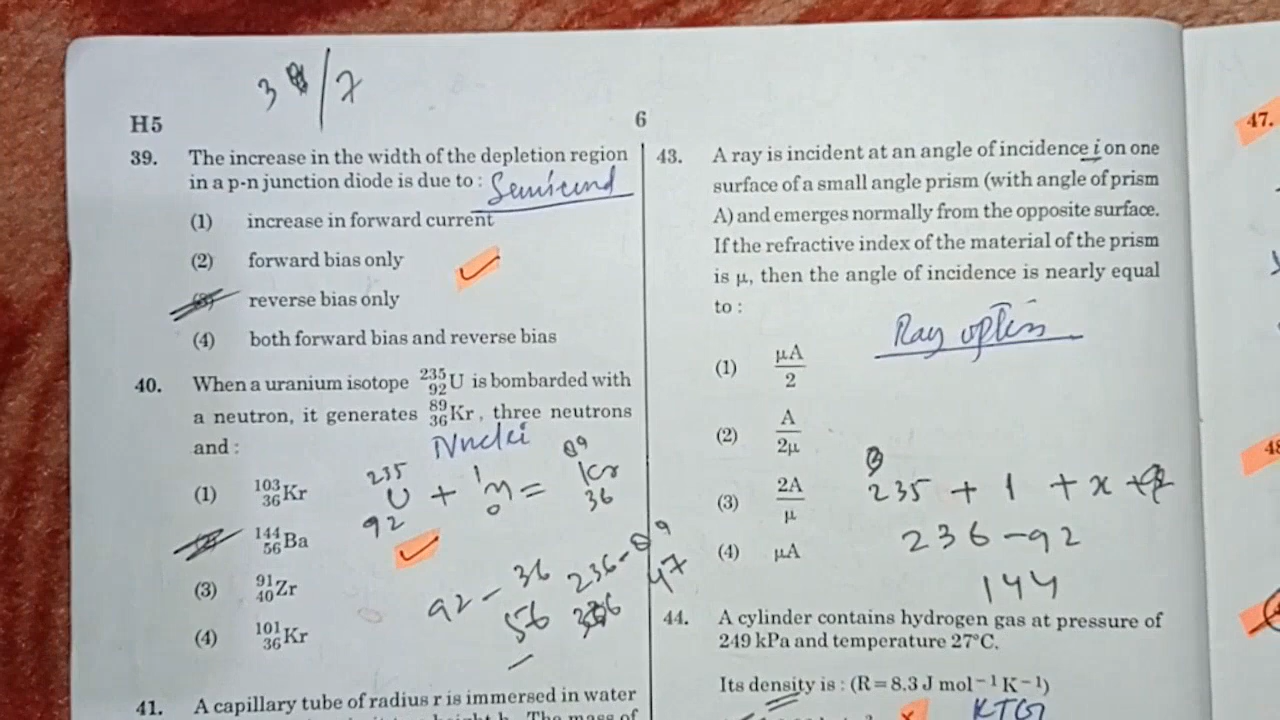 38/7
H5
6
39. The increase in the width of the depletion region
in a p-n junction diode is due to : Semicond
(1) increase in forward current
(2) forward bias only
(3) reverse bias only
(4) both forward bias and reverse bias
40. When a uranium isotope ²³⁵₉₂U is bombarded with
a neutron, it generates ⁸⁹₃₆Kr, three neutrons
and :
Nuclei
(1) ¹⁰³₃₆Kr
(2) ¹⁴⁴₅₆Ba
(3) ⁹¹₄₀Zr
(4) ¹⁰¹₃₆Kr
²³⁵₉₂U + ¹₀n = ⁸⁹₃₆Kr
92 - 36
56
236-89
47
41. A capillary tube of radius r is immersed in water
43. A ray is incident at an angle of incidence i on one
surface of a small angle prism (with angle of prism
A) and emerges normally from the opposite surface.
If the refractive index of the material of the prism
is μ, then the angle of incidence is nearly equal
to :
Ray optics
(1) μA/2
(2) A/2μ
(3) 2A/μ
(4) μA
235 + 1 + x +
236-92
144
44. A cylinder contains hydrogen gas at pressure of
249 kPa and temperature 27°C.
Its density is : (R=8.3 J mol⁻¹ K⁻¹)
KTG
47.